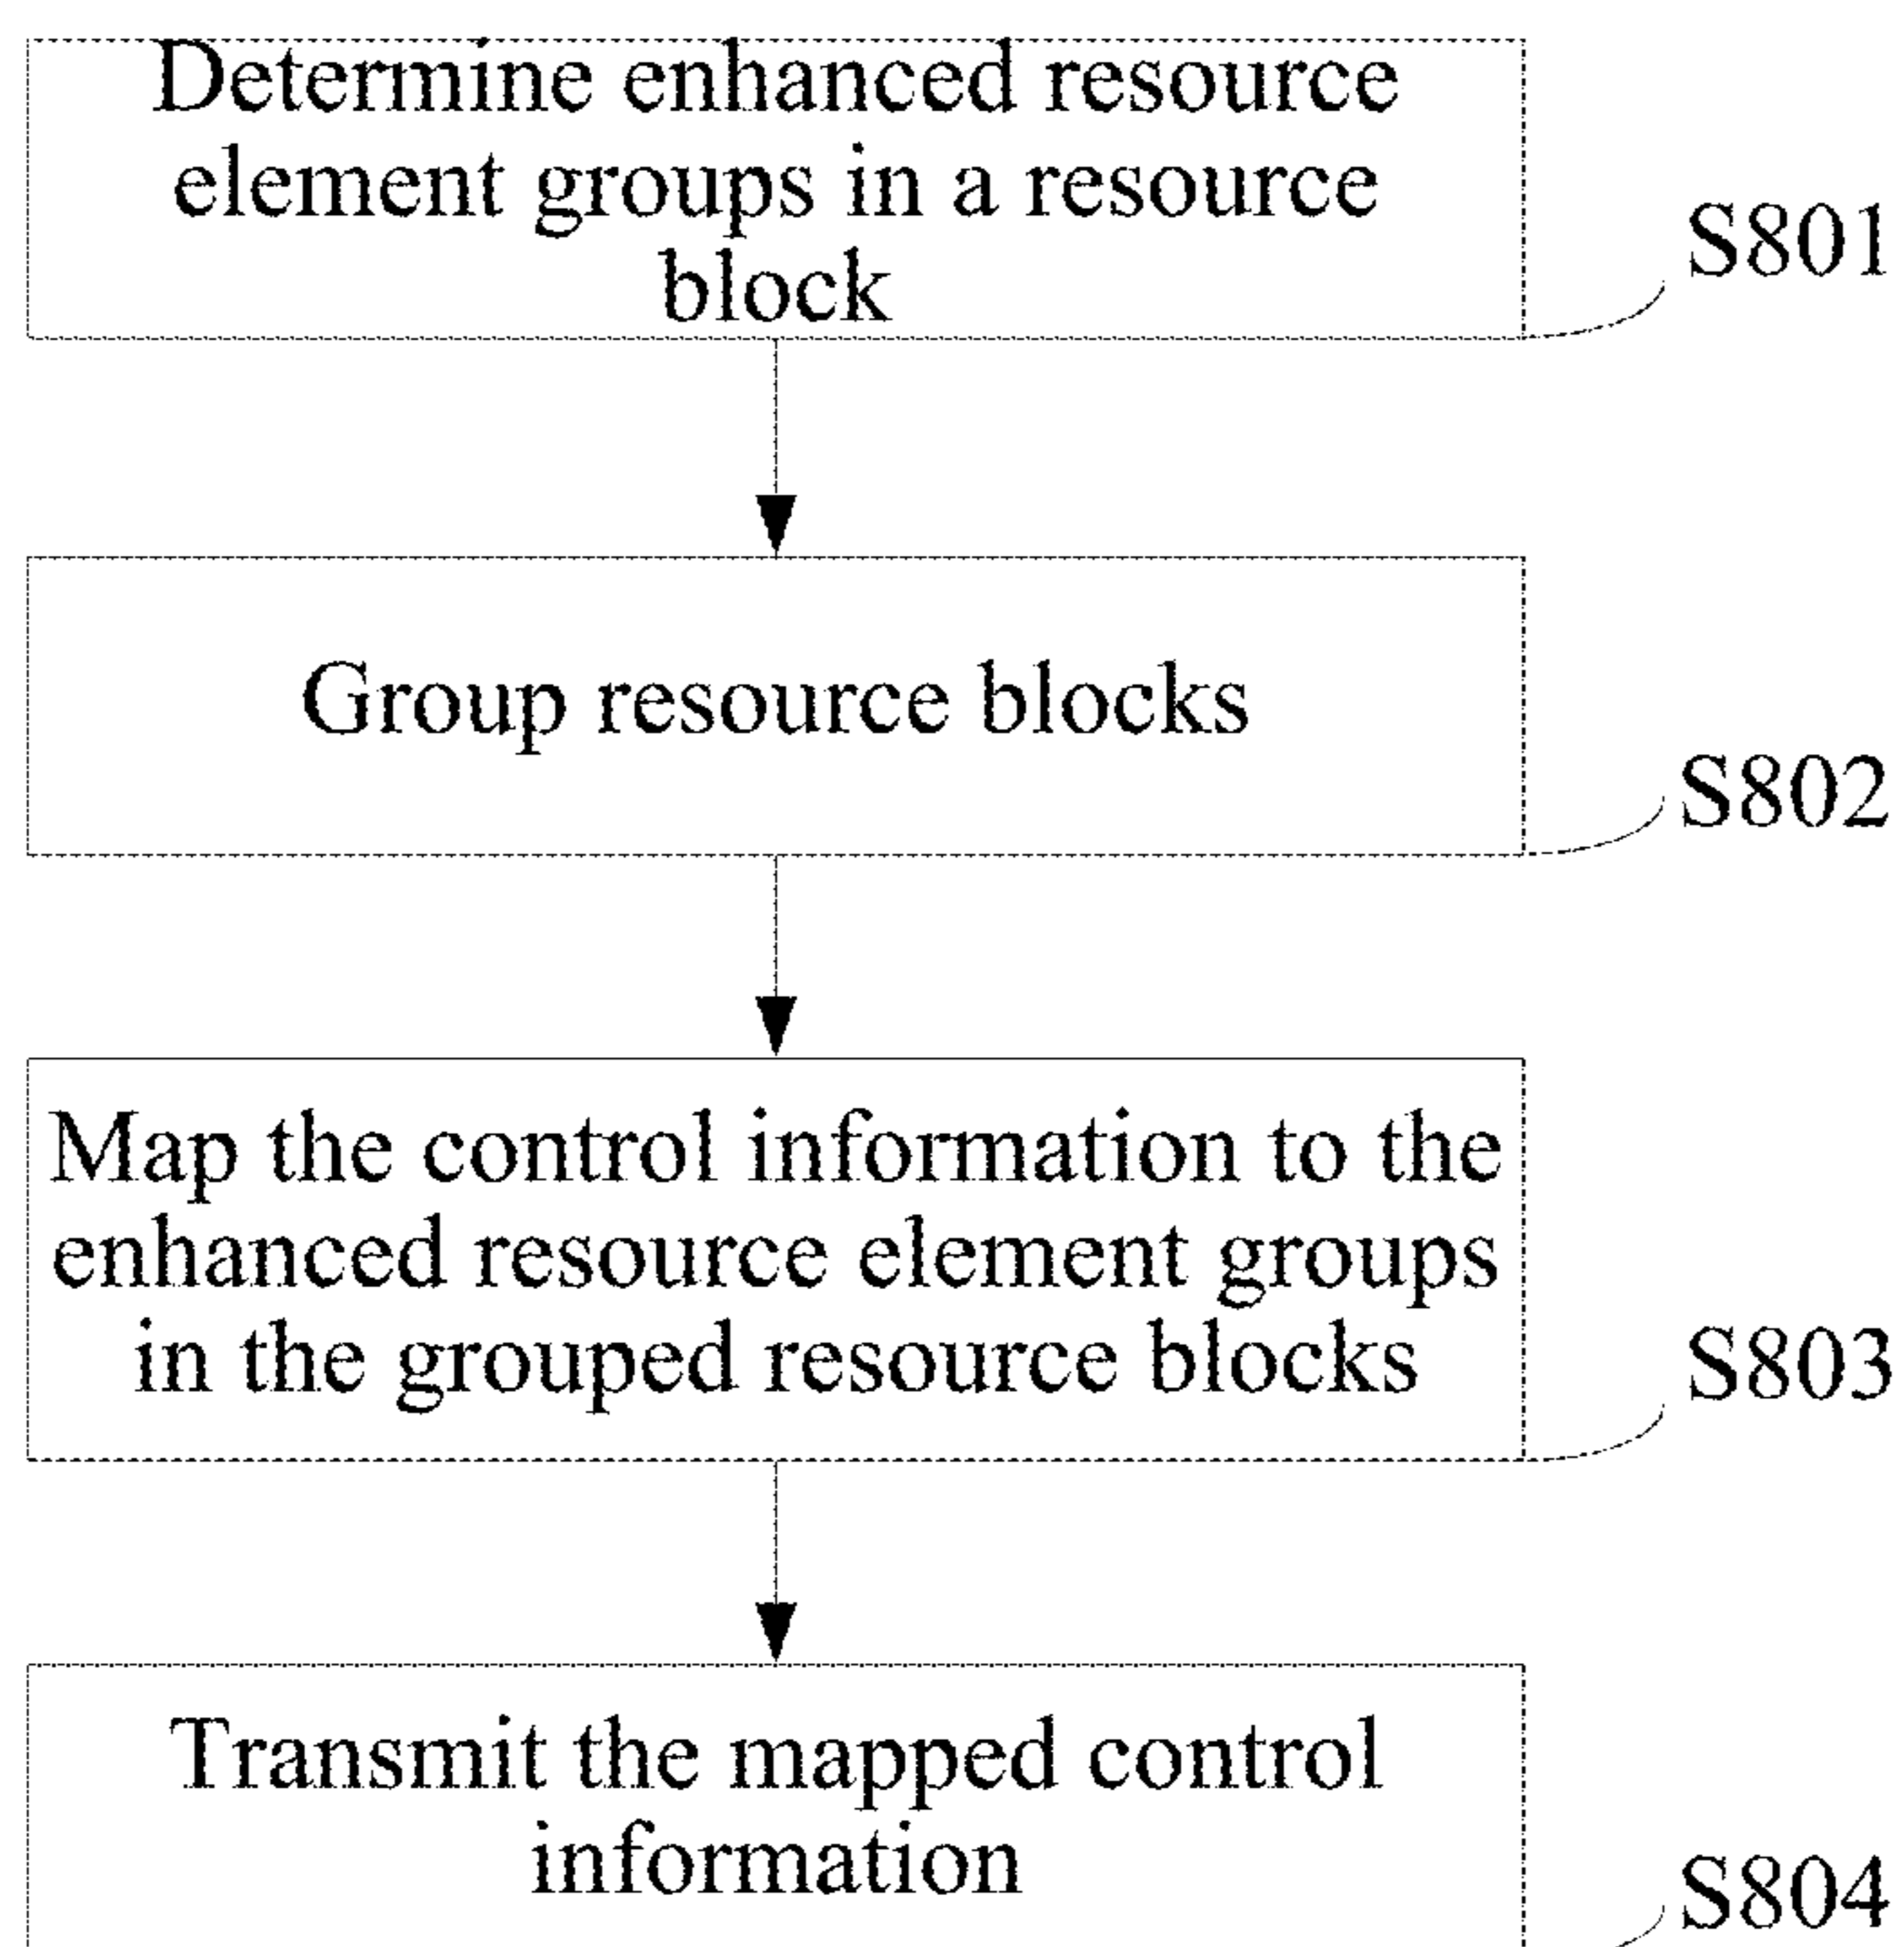 Determine enhanced resource
element groups in a resource
block
S801
Group resource blocks
S802
Map the control information to the
enhanced resource element groups
in the grouped resource blocks
S803
Transmit the mapped control
information
S804